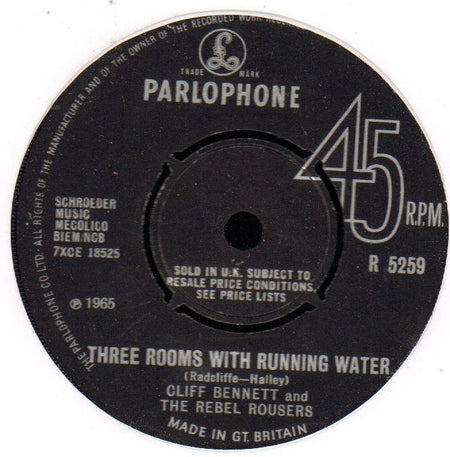 THE PARLOPHONE CO. LTD. · ALL RIGHTS OF THE MANUFACTURER AND OF THE OWNER OF THE RECORDED WORK RESERVED
£
TRADE MARK
PARLOPHONE
45 R.P.M.
SCHROEDER
MUSIC
MECOLICO
BIEM/NCB
7XCE 18525
R 5259
SOLD IN U.K. SUBJECT TO
RESALE PRICE CONDITIONS,
SEE PRICE LISTS
℗ 1965
THREE ROOMS WITH RUNNING WATER
(Radcliffe—Halley)
CLIFF BENNETT and
THE REBEL ROUSERS
MADE IN GT. BRITAIN